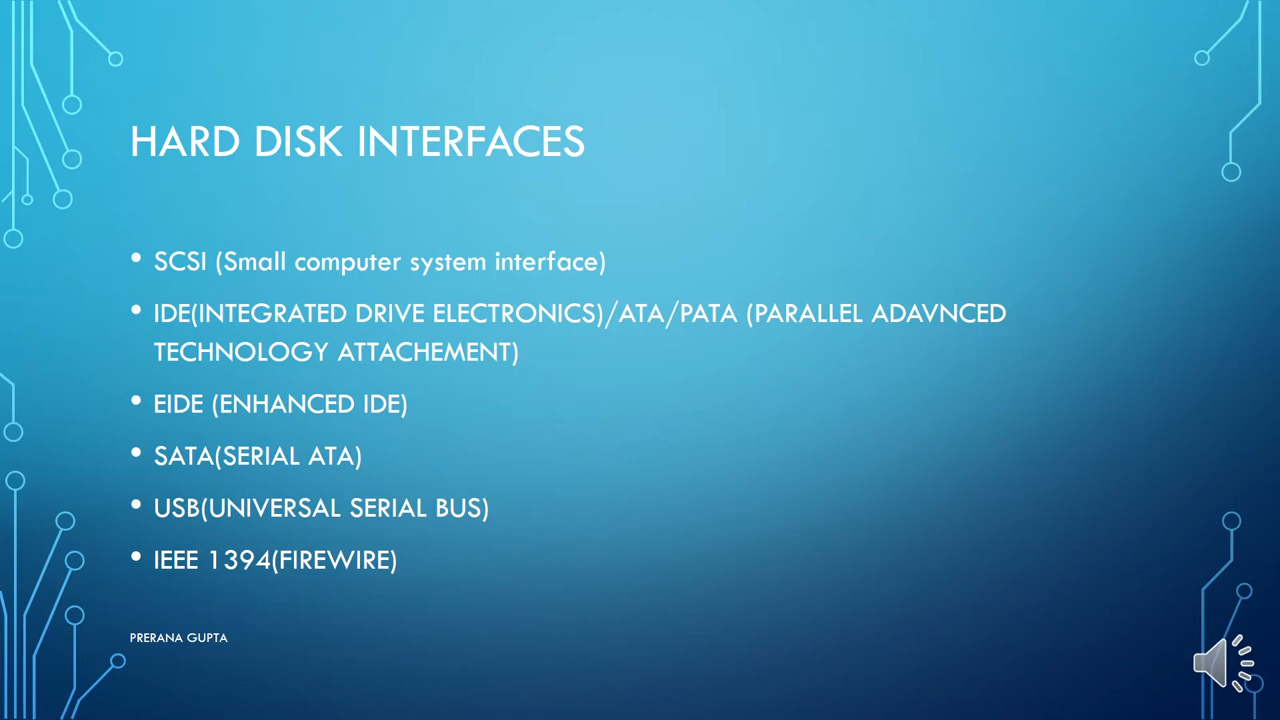 HARD DISK INTERFACES
• SCSI (Small computer system interface)
• IDE(INTEGRATED DRIVE ELECTRONICS)/ATA/PATA (PARALLEL ADAVNCED
TECHNOLOGY ATTACHEMENT)
• EIDE (ENHANCED IDE)
• SATA(SERIAL ATA)
• USB(UNIVERSAL SERIAL BUS)
• IEEE 1394(FIREWIRE)
PRERANA GUPTA